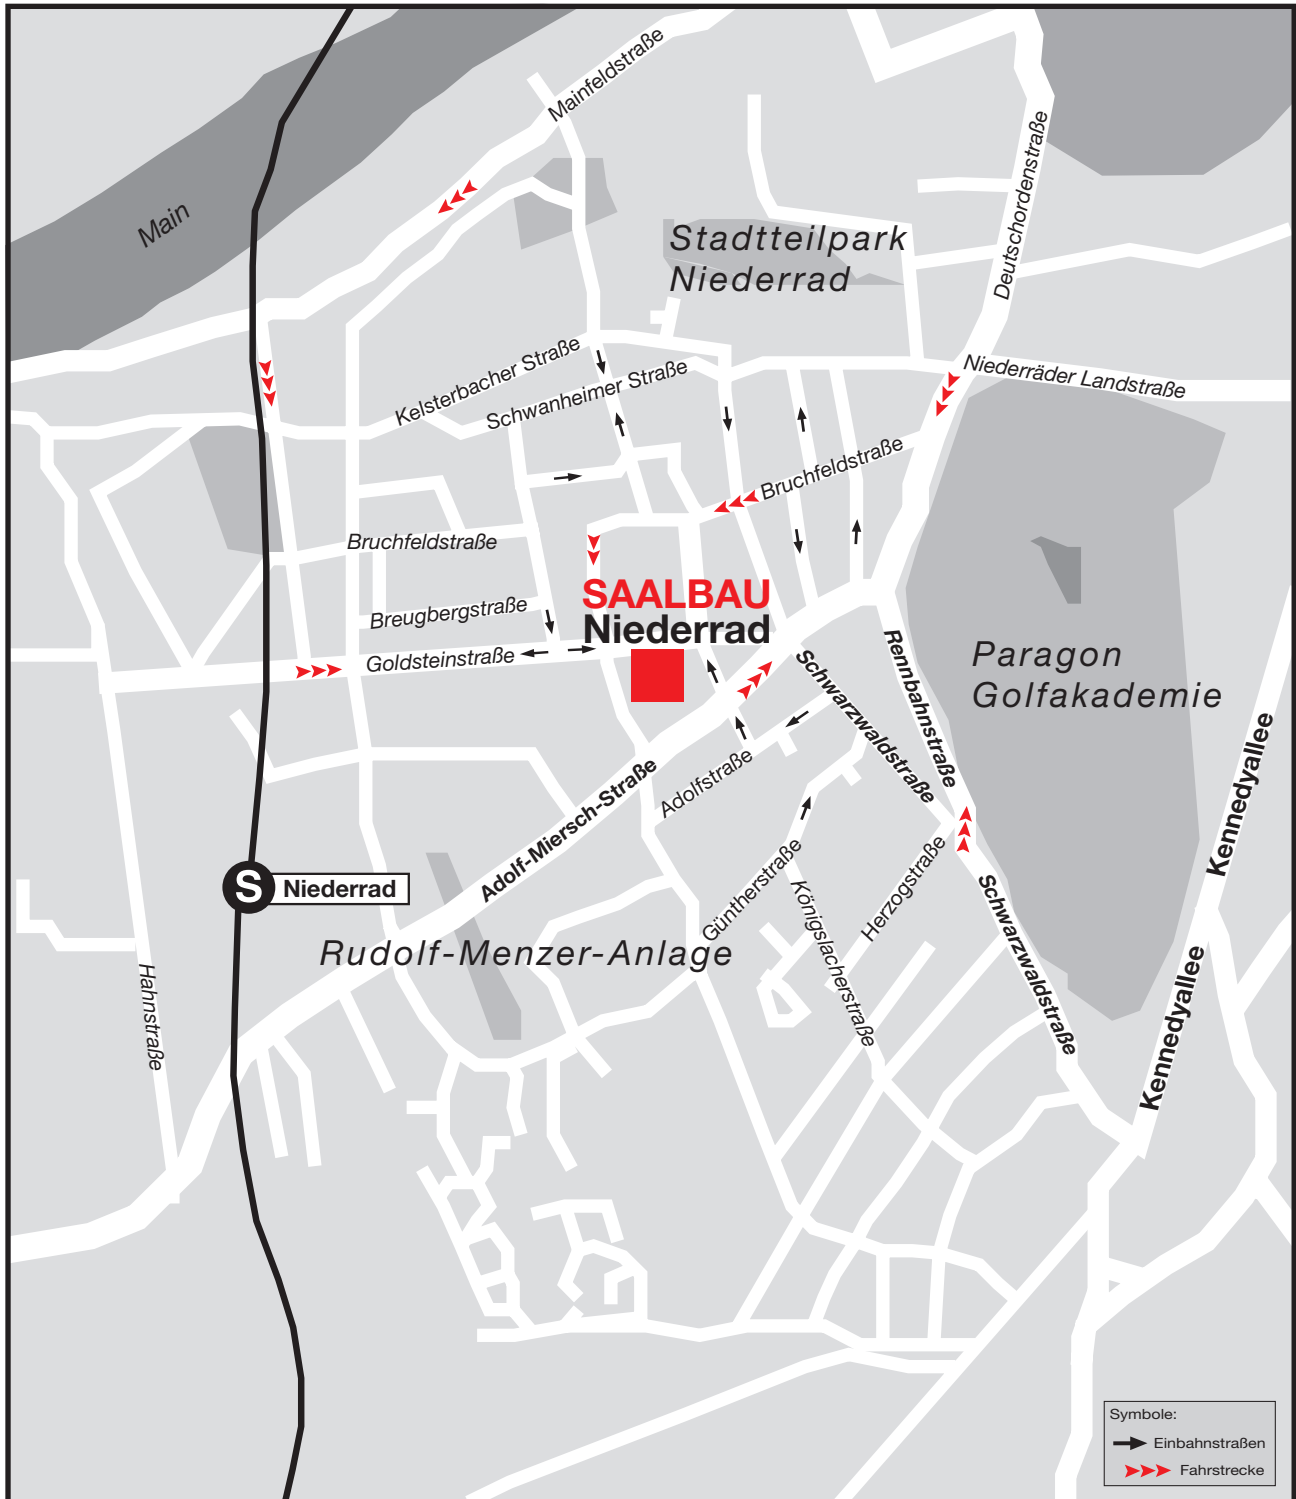 Mainfeldstraße
Main
Deutschordenstraße
Stadtteilpark
Niederrad
Niederräder Landstraße
Kelsterbacher Straße
Schwanheimer Straße
Bruchfeldstraße
Bruchfeldstraße
SAALBAU
Niederrad
Breugbergstraße
Goldsteinstraße
Paragon
Golfakademie
Rennbahnstraße
Schwarzwaldstraße
Kennedyallee
Adolfstraße
Adolf-Miersch-Straße
S
Niederrad
Güntherstraße
Königslacherstraße
Herzogstraße
Schwarzwaldstraße
Rudolf-Menzer-Anlage
Hahnstraße
Kennedyallee
Symbole:
Einbahnstraßen
Fahrstrecke